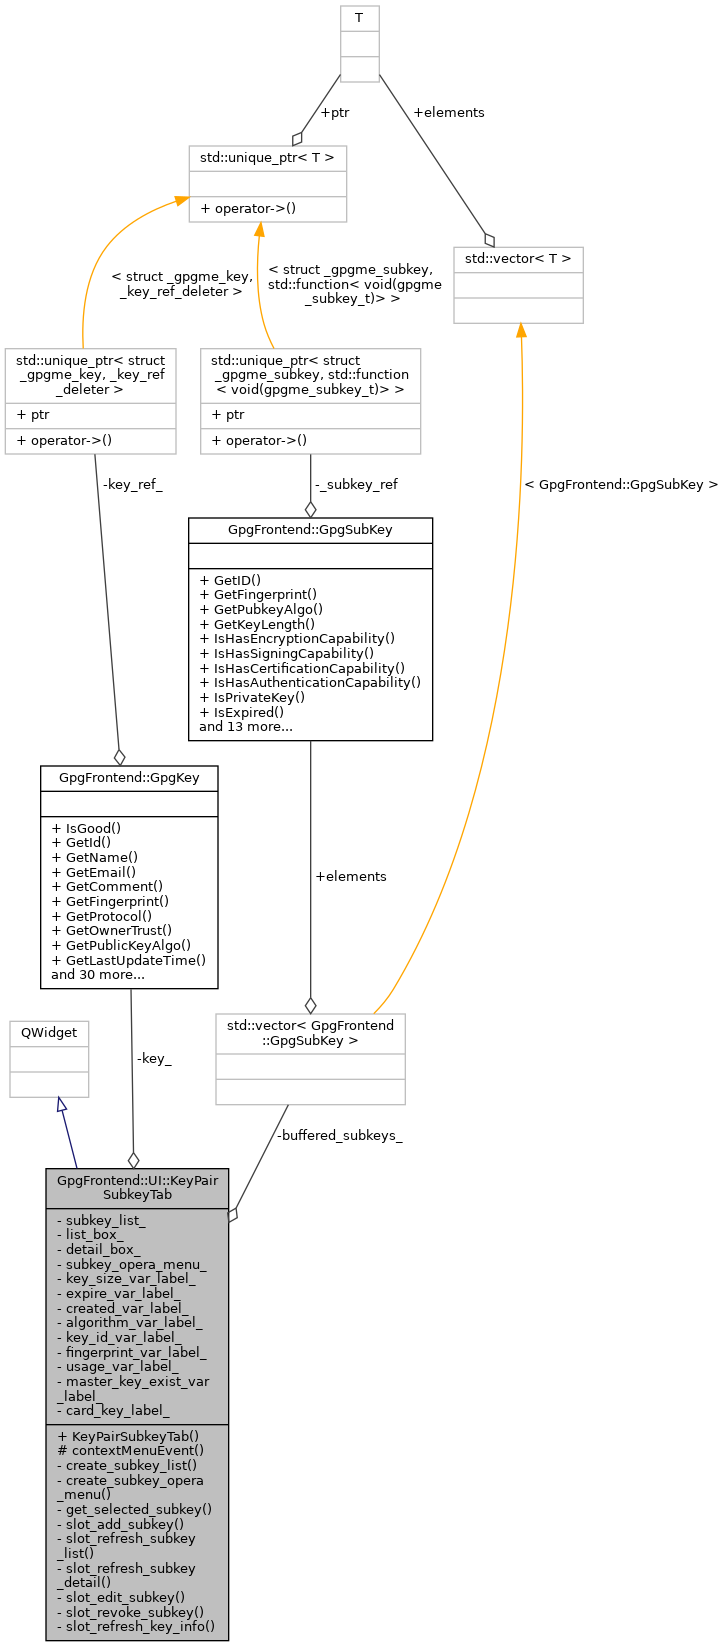 T
+ptr
+elements
std::unique_ptr< T >
+ operator->()
std::vector< T >
< struct _gpgme_key,
_key_ref_deleter >
< struct _gpgme_subkey,
std::function< void(gpgme
_subkey_t)> >
std::unique_ptr< struct
_gpgme_key, _key_ref
_deleter >
+ ptr
+ operator->()
std::unique_ptr< struct
_gpgme_subkey, std::function
< void(gpgme_subkey_t)> >
+ ptr
+ operator->()
-key_ref_
-_subkey_ref
< GpgFrontend::GpgSubKey >
GpgFrontend::GpgSubKey
+ GetID()
+ GetFingerprint()
+ GetPubkeyAlgo()
+ GetKeyLength()
+ IsHasEncryptionCapability()
+ IsHasSigningCapability()
+ IsHasCertificationCapability()
+ IsHasAuthenticationCapability()
+ IsPrivateKey()
+ IsExpired()
and 13 more...
GpgFrontend::GpgKey
+ IsGood()
+ GetId()
+ GetName()
+ GetEmail()
+ GetComment()
+ GetFingerprint()
+ GetProtocol()
+ GetOwnerTrust()
+ GetPublicKeyAlgo()
+ GetLastUpdateTime()
and 30 more...
+elements
QWidget
std::vector< GpgFrontend
::GpgSubKey >
-key_
-buffered_subkeys_
GpgFrontend::UI::KeyPair
SubkeyTab
- subkey_list_
- list_box_
- detail_box_
- subkey_opera_menu_
- key_size_var_label_
- expire_var_label_
- created_var_label_
- algorithm_var_label_
- key_id_var_label_
- fingerprint_var_label_
- usage_var_label_
- master_key_exist_var
_label_
- card_key_label_
+ KeyPairSubkeyTab()
# contextMenuEvent()
- create_subkey_list()
- create_subkey_opera
_menu()
- get_selected_subkey()
- slot_add_subkey()
- slot_refresh_subkey
_list()
- slot_refresh_subkey
_detail()
- slot_edit_subkey()
- slot_revoke_subkey()
- slot_refresh_key_info()